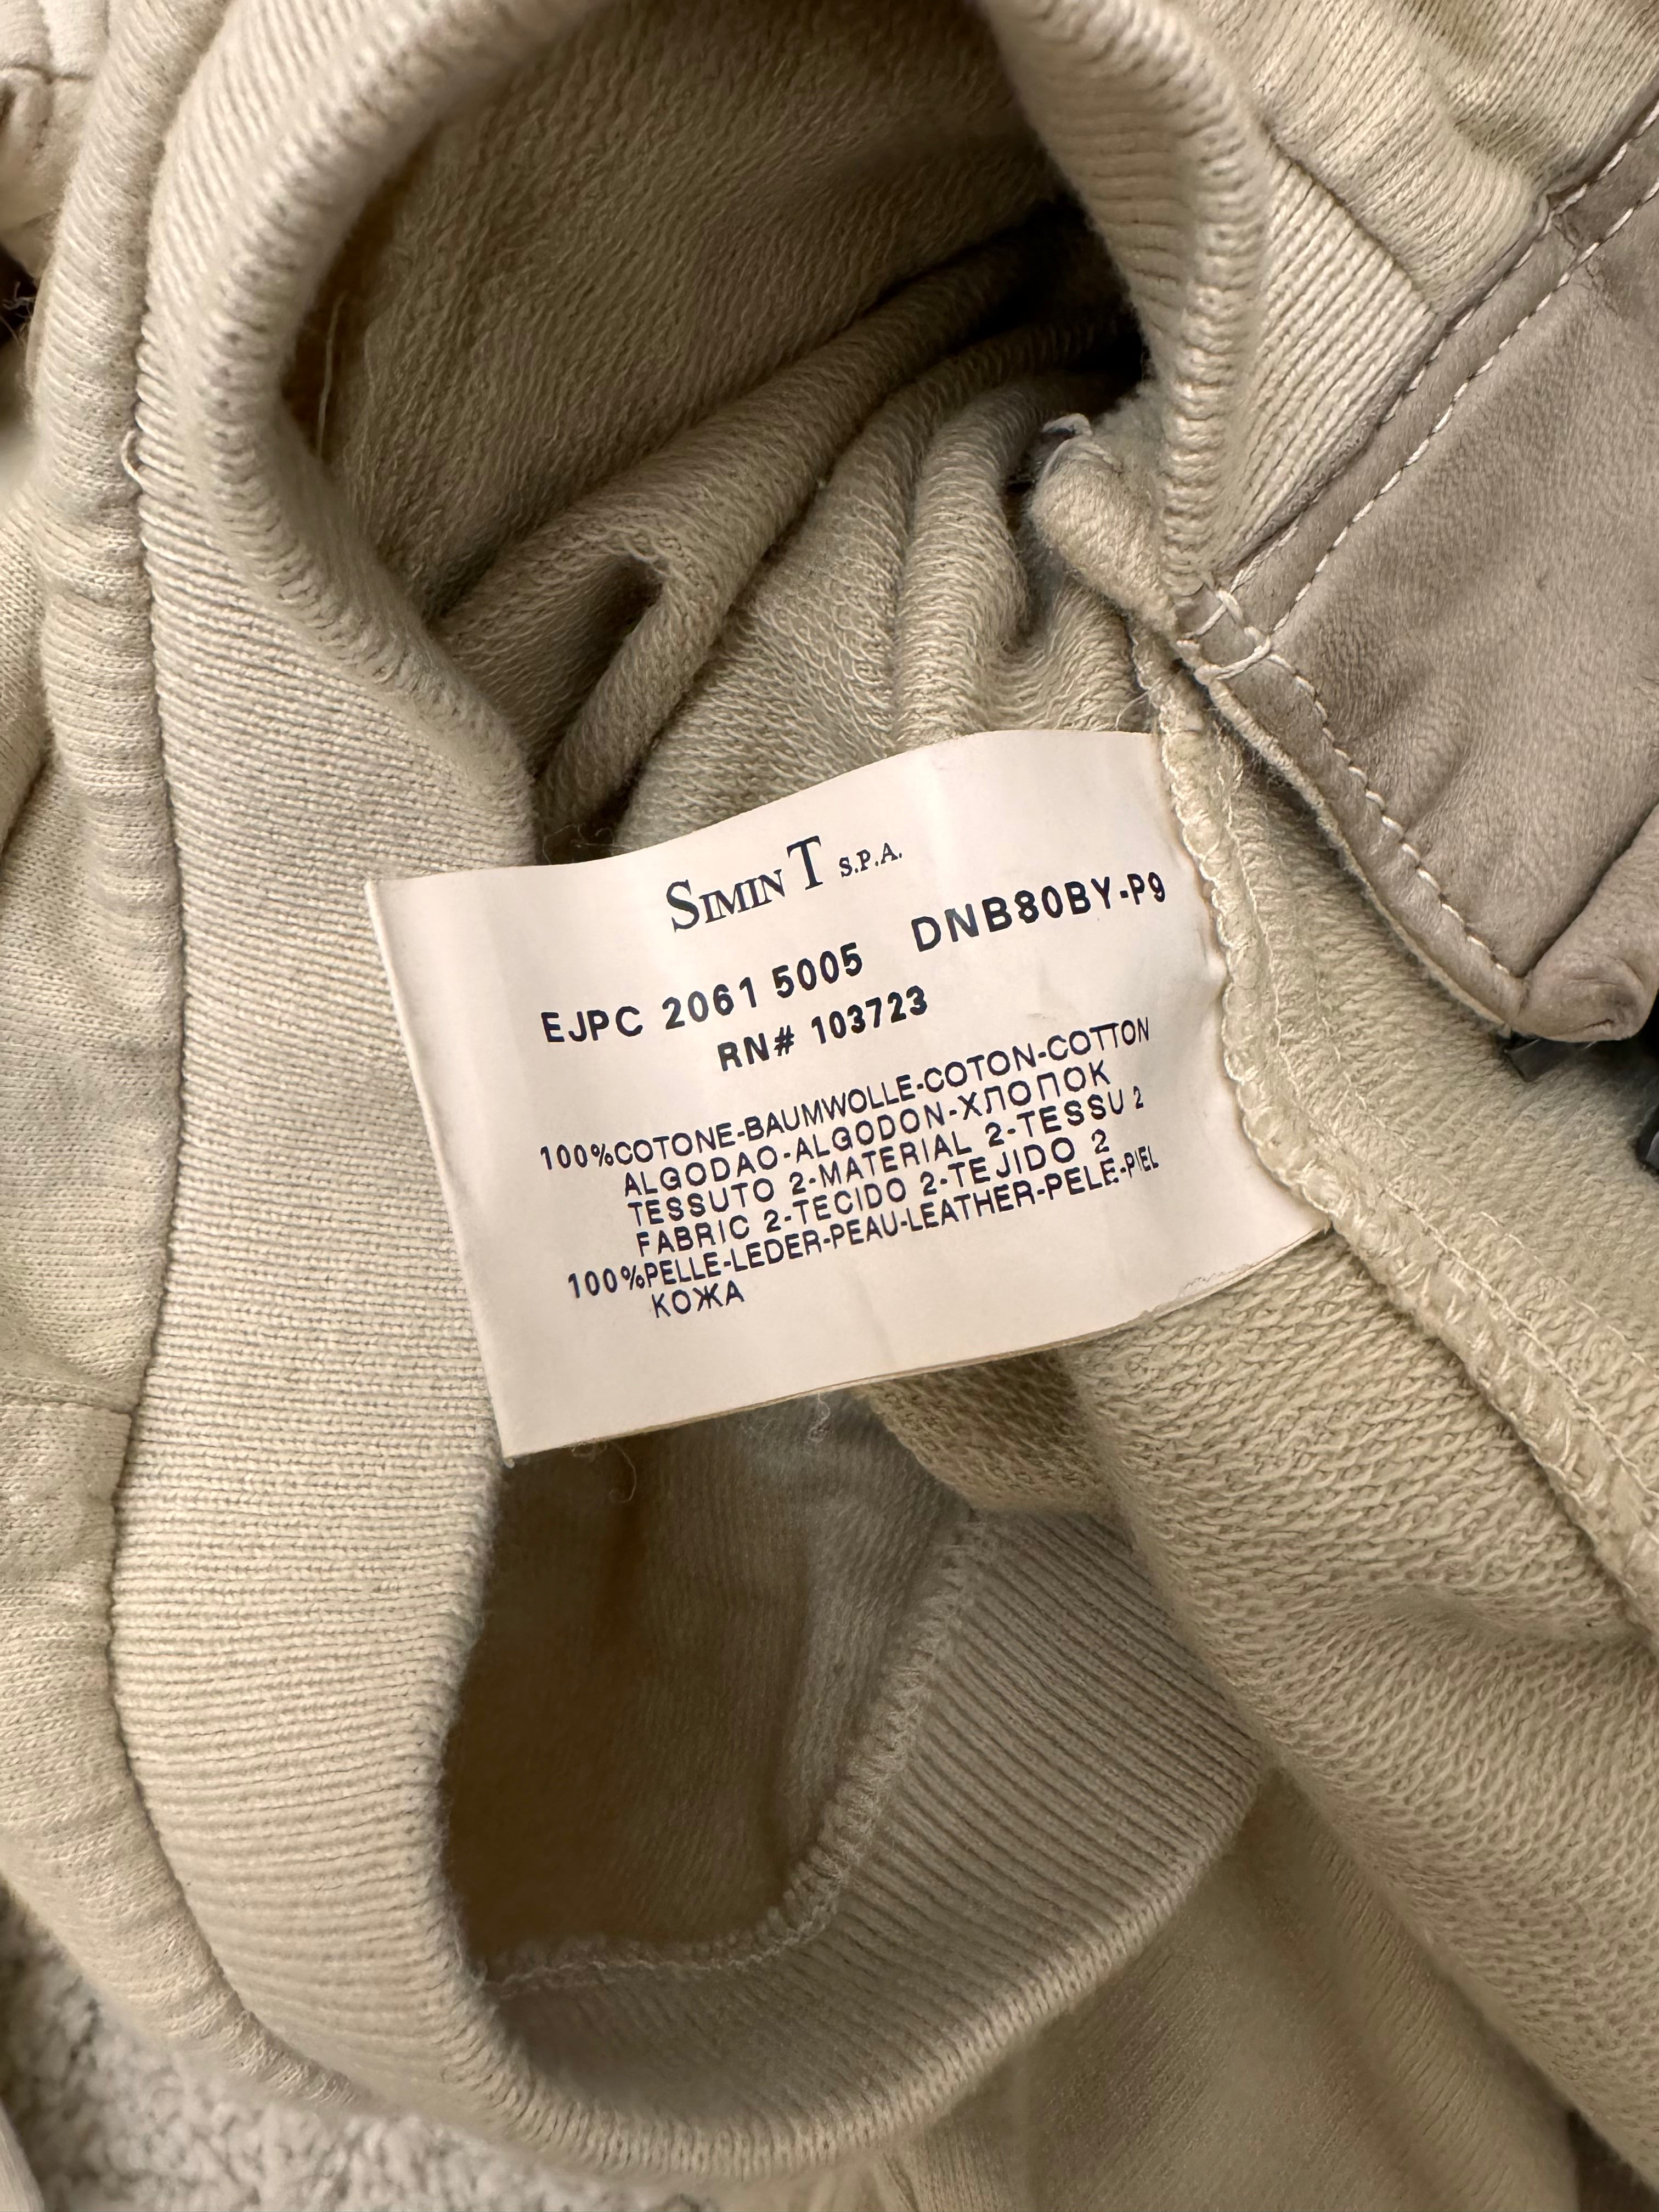 SIMINT S.P.A.
EJPC 2061 5005 DNB80BY-P9
RN# 103723
100%COTONE-BAUMWOLLE-COTON-COTTON
ALGODAO-ALGODON-ХЛОПОК
TESSUTO 2-MATERIAL 2-TESSU 2
FABRIC 2-TECIDO 2-TEJIDO 2
100%PELLE-LEDER-PEAU-LEATHER-PELE-PIEL
КОЖА